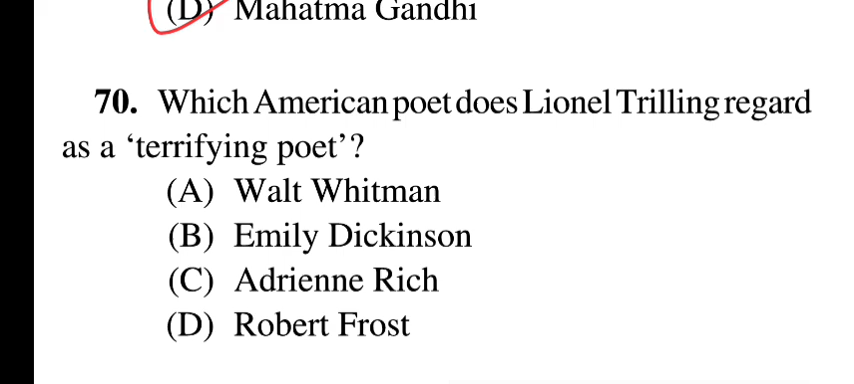 (D) Mahatma Gandhi
70. Which American poet does Lionel Trilling regard
as a ‘terrifying poet’?
(A) Walt Whitman
(B) Emily Dickinson
(C) Adrienne Rich
(D) Robert Frost